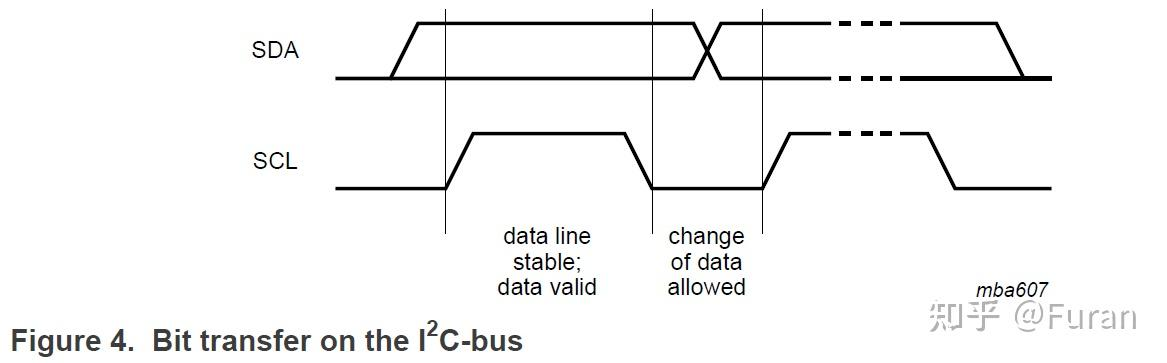 SDA
SCL
data line
stable;
data valid
change
of data
allowed
mba607
知乎 @Furan
Figure 4. Bit transfer on the I²C-bus